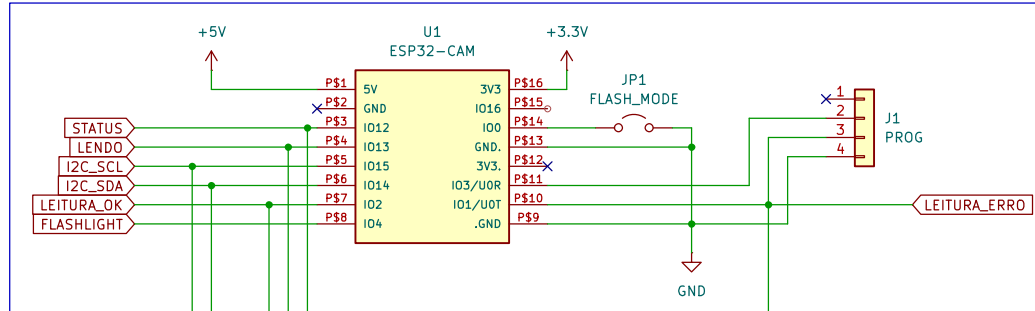 +5V
U1
ESP32-CAM
+3.3V
P$1 5V
P$2 GND
P$3 IO12
P$4 IO13
P$5 IO15
P$6 IO14
P$7 IO2
P$8 IO4
3V3 P$16
IO16 P$15
IO0 P$14
GND. P$13
3V3. P$12
IO3/U0R P$11
IO1/U0T P$10
.GND P$9
STATUS
LENDO
I2C_SCL
I2C_SDA
LEITURA_OK
FLASHLIGHT
JP1
FLASH_MODE
1
2
3
4
J1
PROG
LEITURA_ERRO
GND